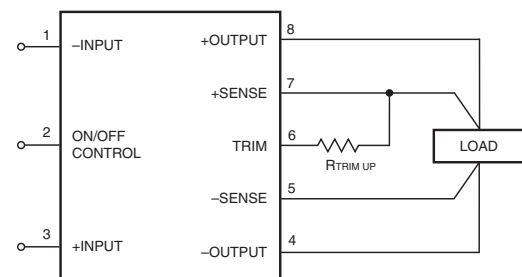 1
–INPUT
2
ON/OFF
CONTROL
3
+INPUT
+OUTPUT
8
+SENSE
7
TRIM
6
RTRIM UP
–SENSE
5
–OUTPUT
4
LOAD